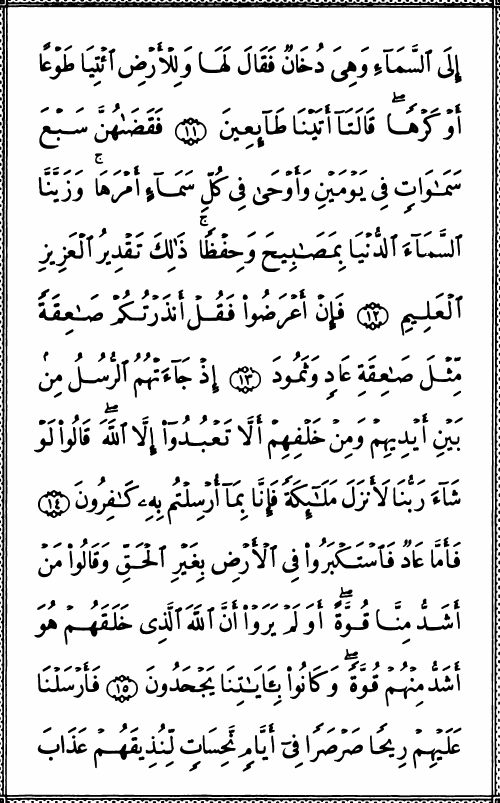 إِلَى ٱلسَّمَآءِ وَهِىَ دُخَانٌ فَقَالَ لَهَا وَلِلْأَرْضِ ٱئْتِيَا طَوْعًا
أَوْ كَرْهًا ۖ قَالَتَآ أَتَيْنَا طَآئِعِينَ ﴿١١﴾ فَقَضَىٰهُنَّ سَبْعَ
سَمَـٰوَاتٍ فِى يَوْمَيْنِ وَأَوْحَىٰ فِى كُلِّ سَمَآءٍ أَمْرَهَا ۚ وَزَيَّنَّا
ٱلسَّمَآءَ ٱلدُّنْيَا بِمَصَـٰبِيحَ وَحِفْظًا ۚ ذَٰلِكَ تَقْدِيرُ ٱلْعَزِيزِ
ٱلْعَلِيمِ ﴿١٢﴾ فَإِنْ أَعْرَضُوا۟ فَقُلْ أَنذَرْتُكُمْ صَـٰعِقَةً
مِّثْلَ صَـٰعِقَةِ عَادٍ وَثَمُودَ ﴿١٣﴾ إِذْ جَآءَتْهُمُ ٱلرُّسُلُ مِنۢ
بَيْنِ أَيْدِيهِمْ وَمِنْ خَلْفِهِمْ أَلَّا تَعْبُدُوٓا۟ إِلَّا ٱللَّهَ ۖ قَالُوا۟ لَوْ
شَآءَ رَبُّنَا لَأَنزَلَ مَلَـٰٓئِكَةً فَإِنَّا بِمَآ أُرْسِلْتُم بِهِۦ كَـٰفِرُونَ ﴿١٤﴾
فَأَمَّا عَادٌ فَٱسْتَكْبَرُوا۟ فِى ٱلْأَرْضِ بِغَيْرِ ٱلْحَقِّ وَقَالُوا۟ مَنْ
أَشَدُّ مِنَّا قُوَّةً ۖ أَوَلَمْ يَرَوْا۟ أَنَّ ٱللَّهَ ٱلَّذِى خَلَقَهُمْ هُوَ
أَشَدُّ مِنْهُمْ قُوَّةً ۖ وَكَانُوا۟ بِـَٔايَـٰتِنَا يَجْحَدُونَ ﴿١٥﴾ فَأَرْسَلْنَا
عَلَيْهِمْ رِيحًا صَرْصَرًا فِىٓ أَيَّامٍ نَّحِسَاتٍ لِّنُذِيقَهُمْ عَذَابَ